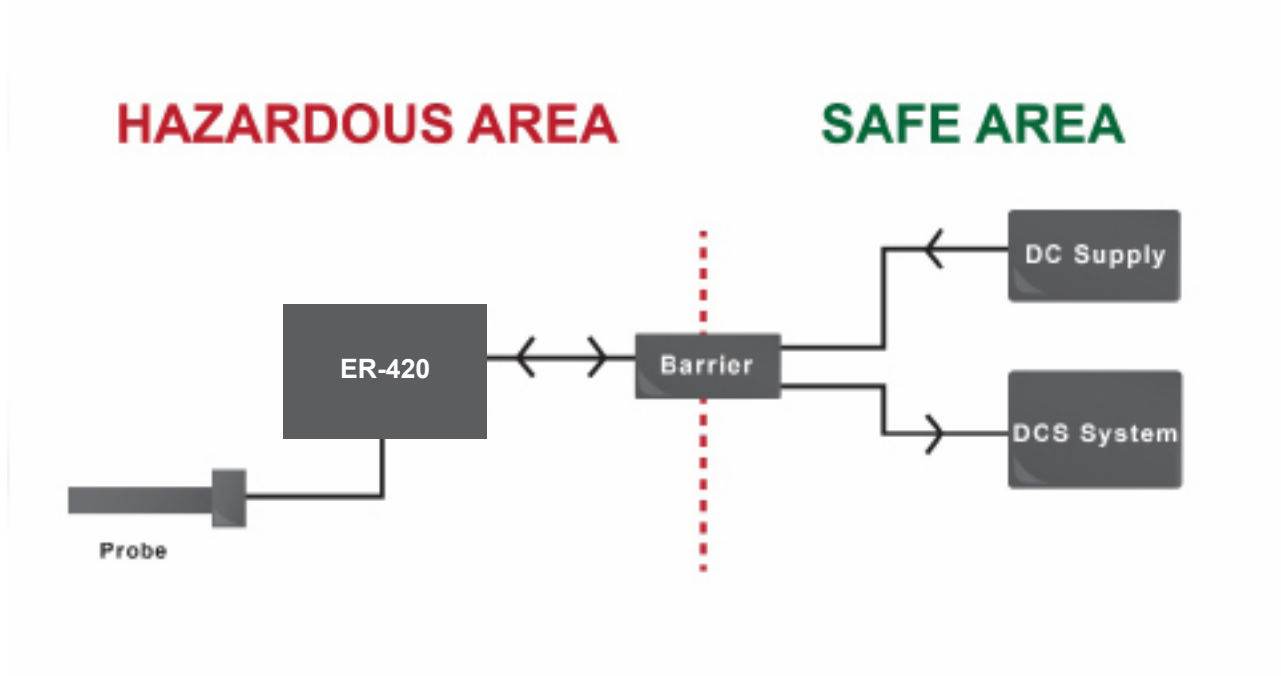 HAZARDOUS AREA
SAFE AREA
DC Supply
ER-420
Barrier
DCS System
Probe